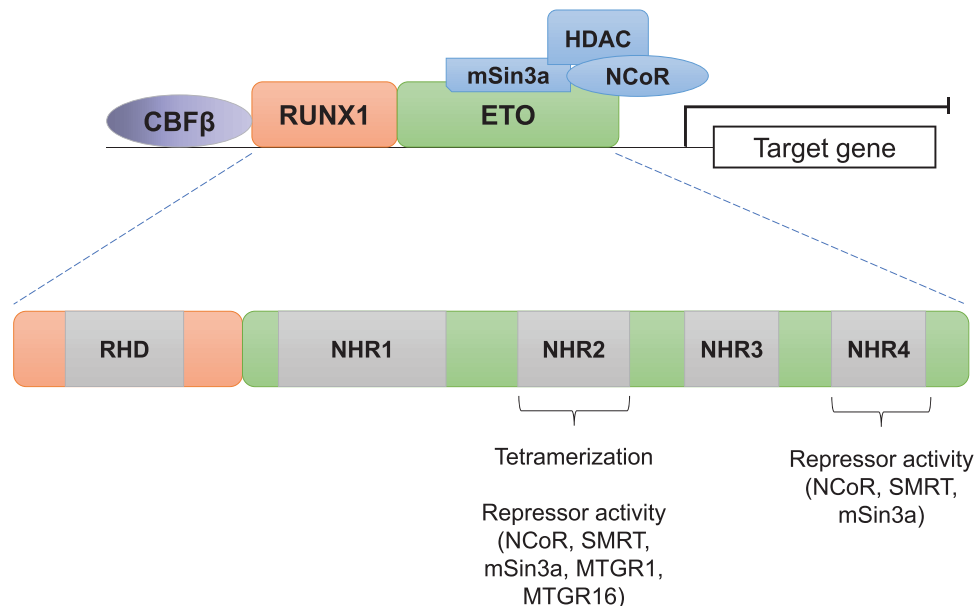 HDAC
mSin3a
NCoR
CBFβ
RUNX1
ETO
Target gene
RHD
NHR1
NHR2
NHR3
NHR4
Tetramerization
Repressor activity
(NCoR, SMRT,
mSin3a, MTGR1,
MTGR16)
Repressor activity
(NCoR, SMRT,
mSin3a)